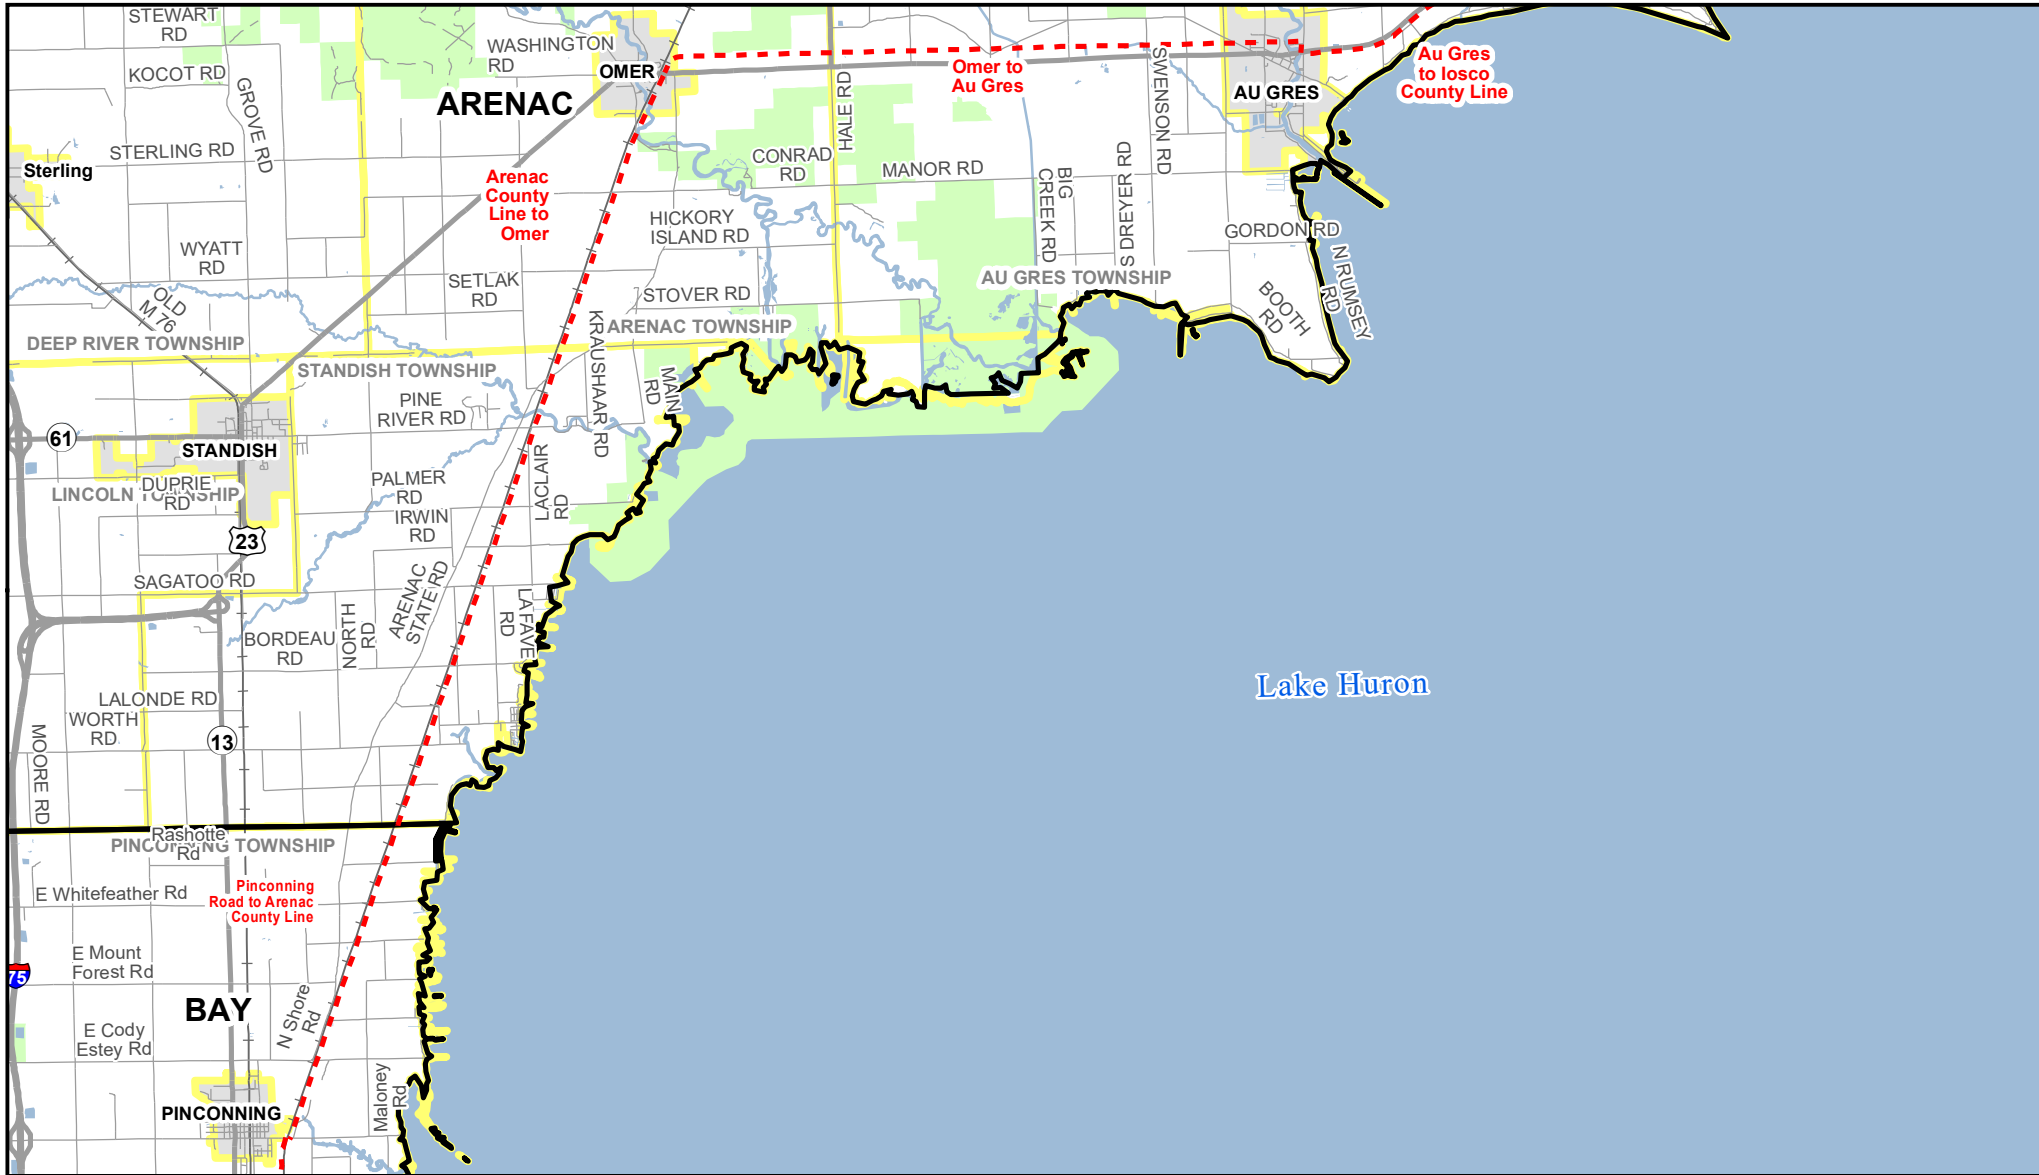 STEWART
RD
KOCOT RD
GROVE RD
WASHINGTON
RD
OMER
ARENAC
HALE RD
Omer to
Au Gres
SWENSON RD
AU GRES
Au Gres
to Iosco
County Line
STERLING RD
Sterling
Arenac
County
Line to
Omer
CONRAD
RD
MANOR RD
BIG
CREEK RD
S DREYER RD
HICKORY
ISLAND RD
GORDON RD
N RUMSEY
RD
WYATT
RD
OLD
M 76
SETLAK
RD
STOVER RD
AU GRES TOWNSHIP
BOOTH
RD
KRAUSHAAR RD
ARENAC TOWNSHIP
DEEP RIVER TOWNSHIP
STANDISH TOWNSHIP
MAIN
RD
PINE
RIVER RD
61
STANDISH
LACLAIR
RD
PALMER
RD
DUPRIE
RD
LINCOLN TOWNSHIP
IRWIN
RD
23
SAGATOO RD
ARENAC
STATE RD
LA FAVE
RD
NORTH
RD
BORDEAU
RD
LALONDE RD
WORTH
RD
MOORE RD
13
Lake Huron
Rashotte
Rd
PINCONNING TOWNSHIP
E Whitefeather Rd
Pinconning
Road to Arenac
County Line
E Mount
Forest Rd
75
BAY
N Shore
Rd
E Cody
Estey Rd
Maloney
Rd
PINCONNING